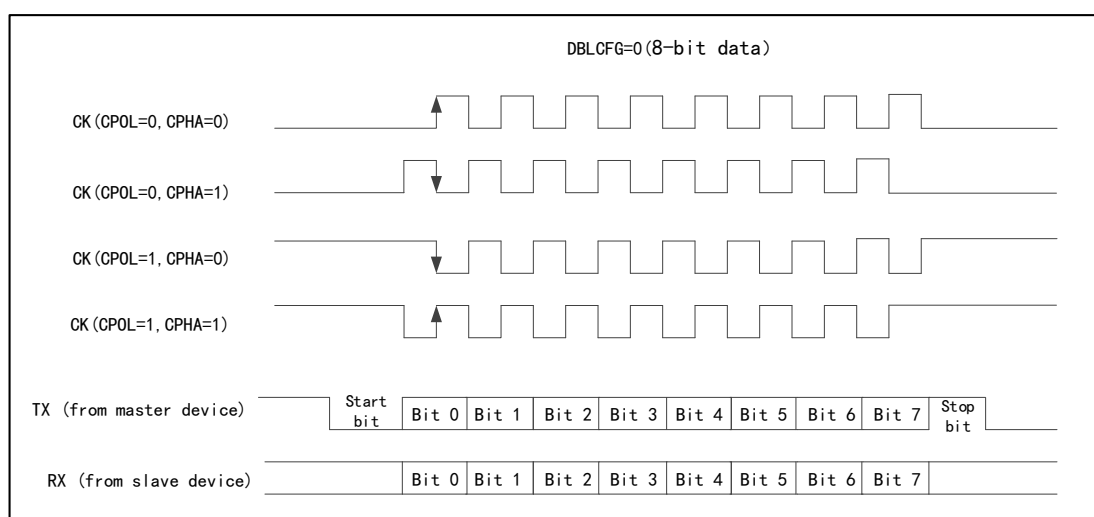 DBLCFG=0(8-bit data)
CK(CPOL=0,CPHA=0)
CK(CPOL=0,CPHA=1)
CK(CPOL=1,CPHA=0)
CK(CPOL=1,CPHA=1)
TX (from master device)
Start
bit
Bit 0 Bit 1 Bit 2 Bit 3 Bit 4 Bit 5 Bit 6 Bit 7
Stop
bit
RX (from slave device)
Bit 0 Bit 1 Bit 2 Bit 3 Bit 4 Bit 5 Bit 6 Bit 7